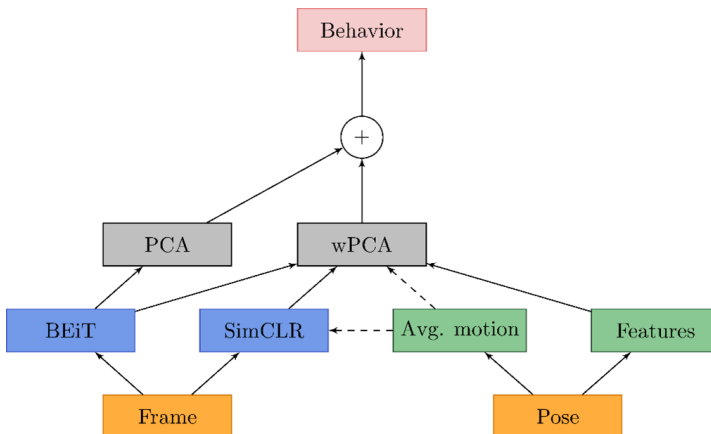 Behavior
+
PCA
wPCA
BEiT
SimCLR
Avg. motion
Features
Frame
Pose